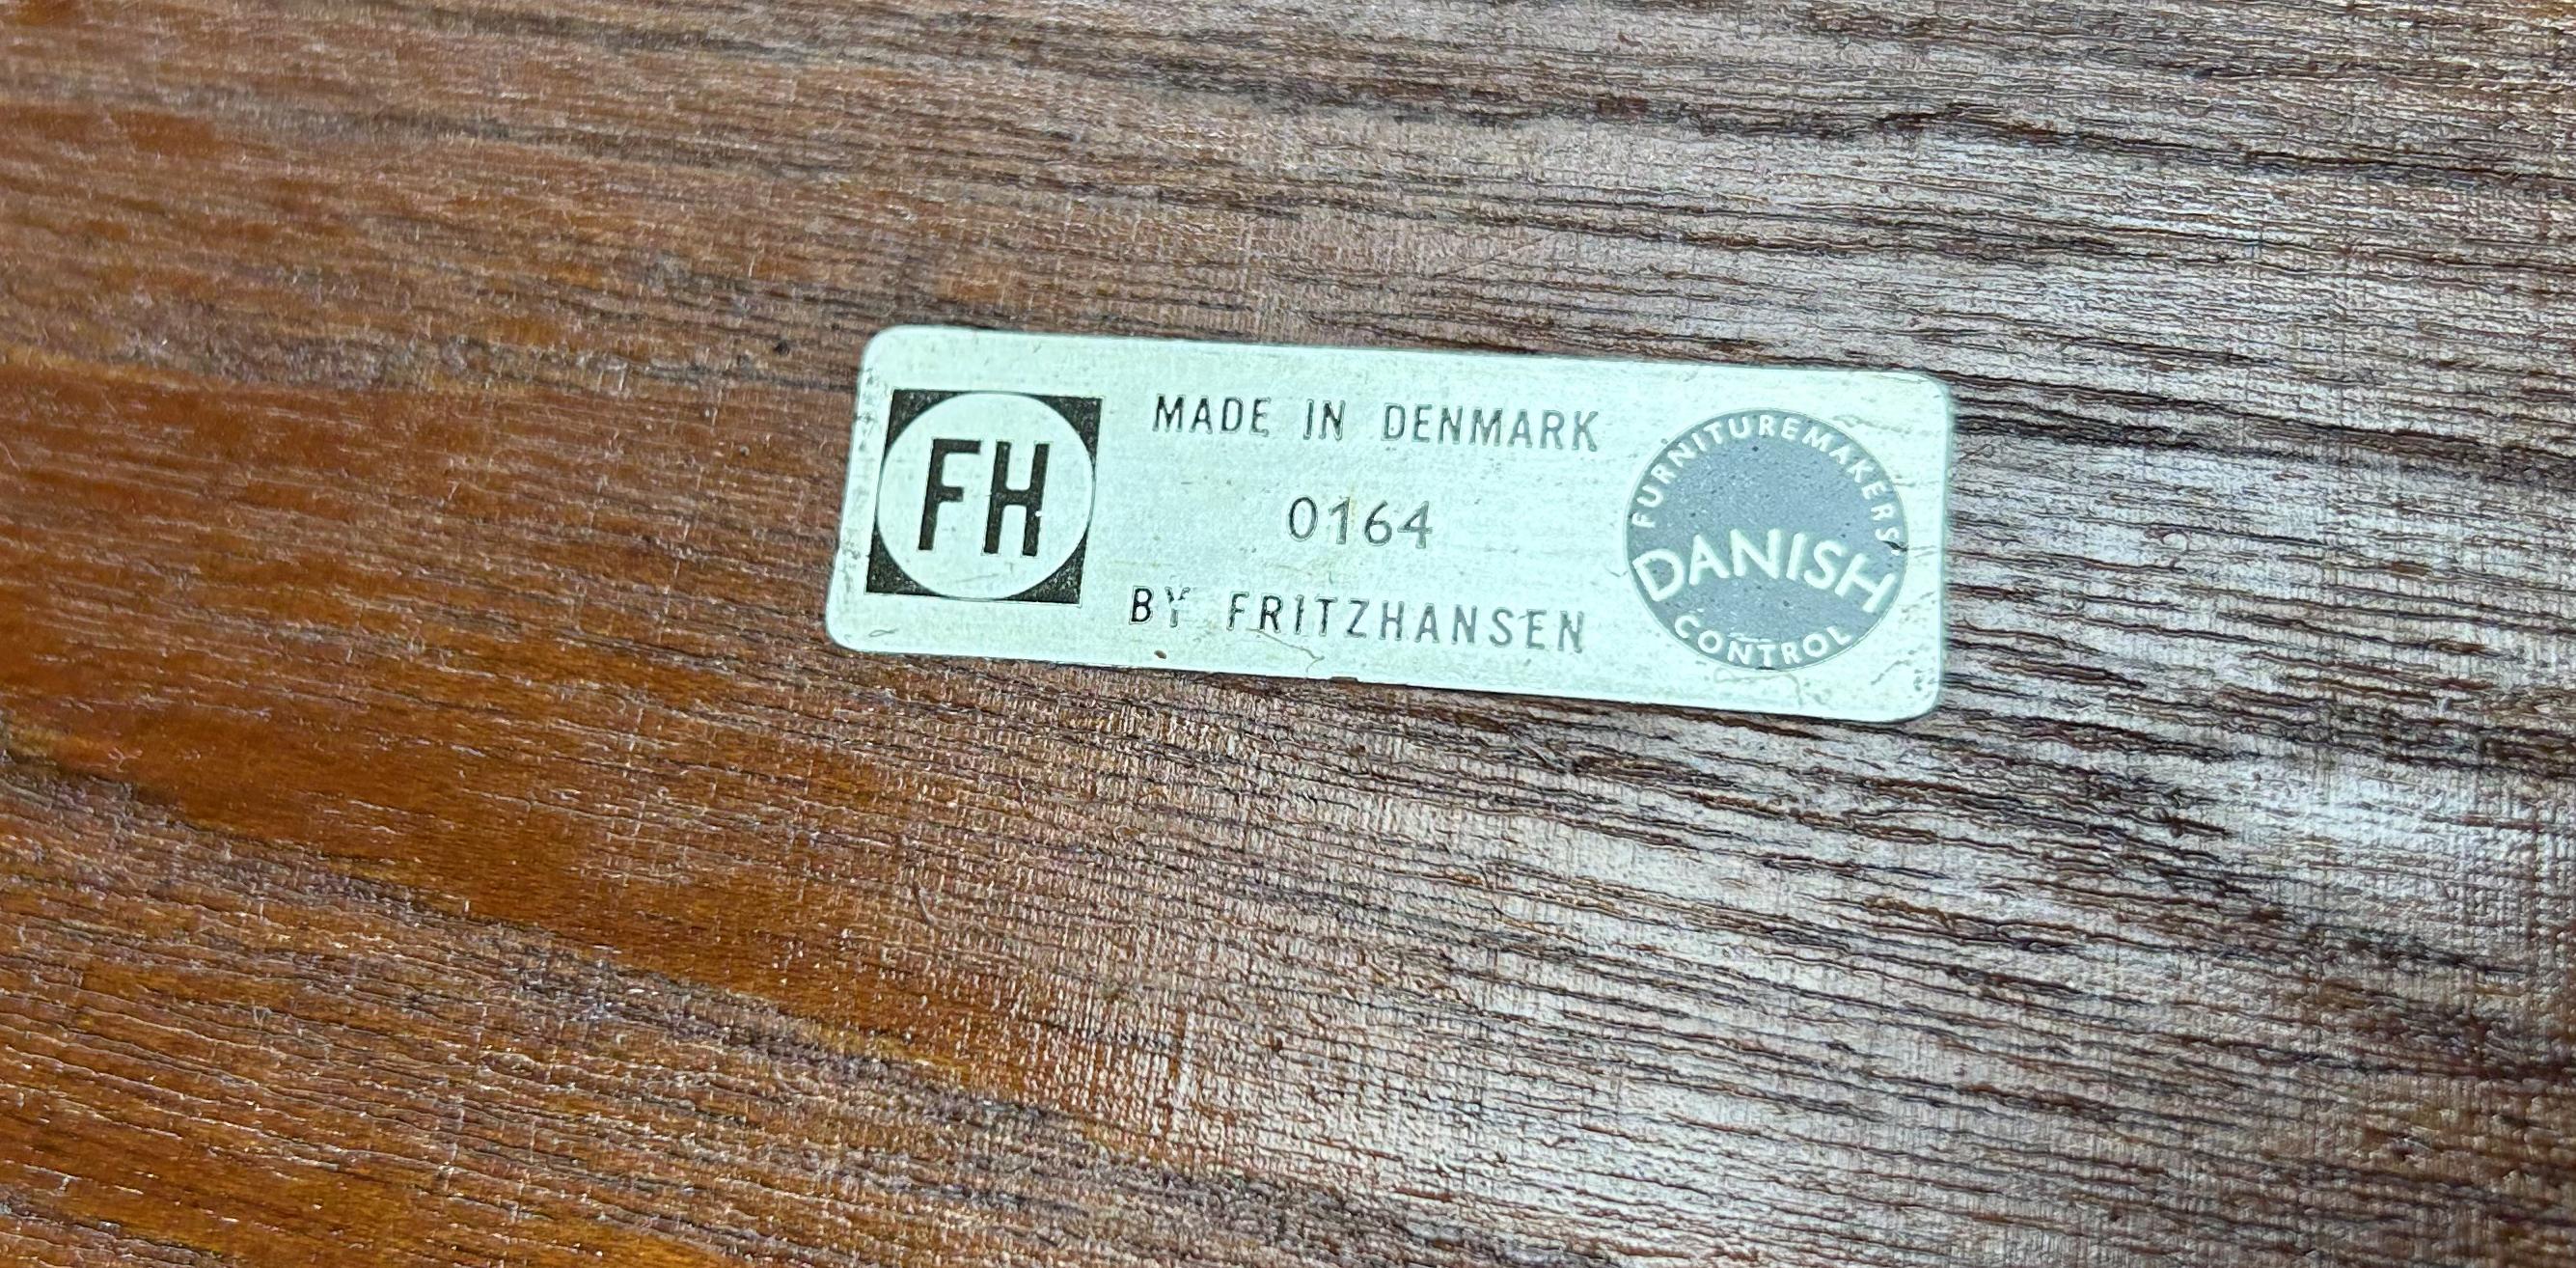 FH
MADE IN DENMARK
0164
BY FRITZHANSEN
FURNITUREMAKERS'
DANISH
CONTROL